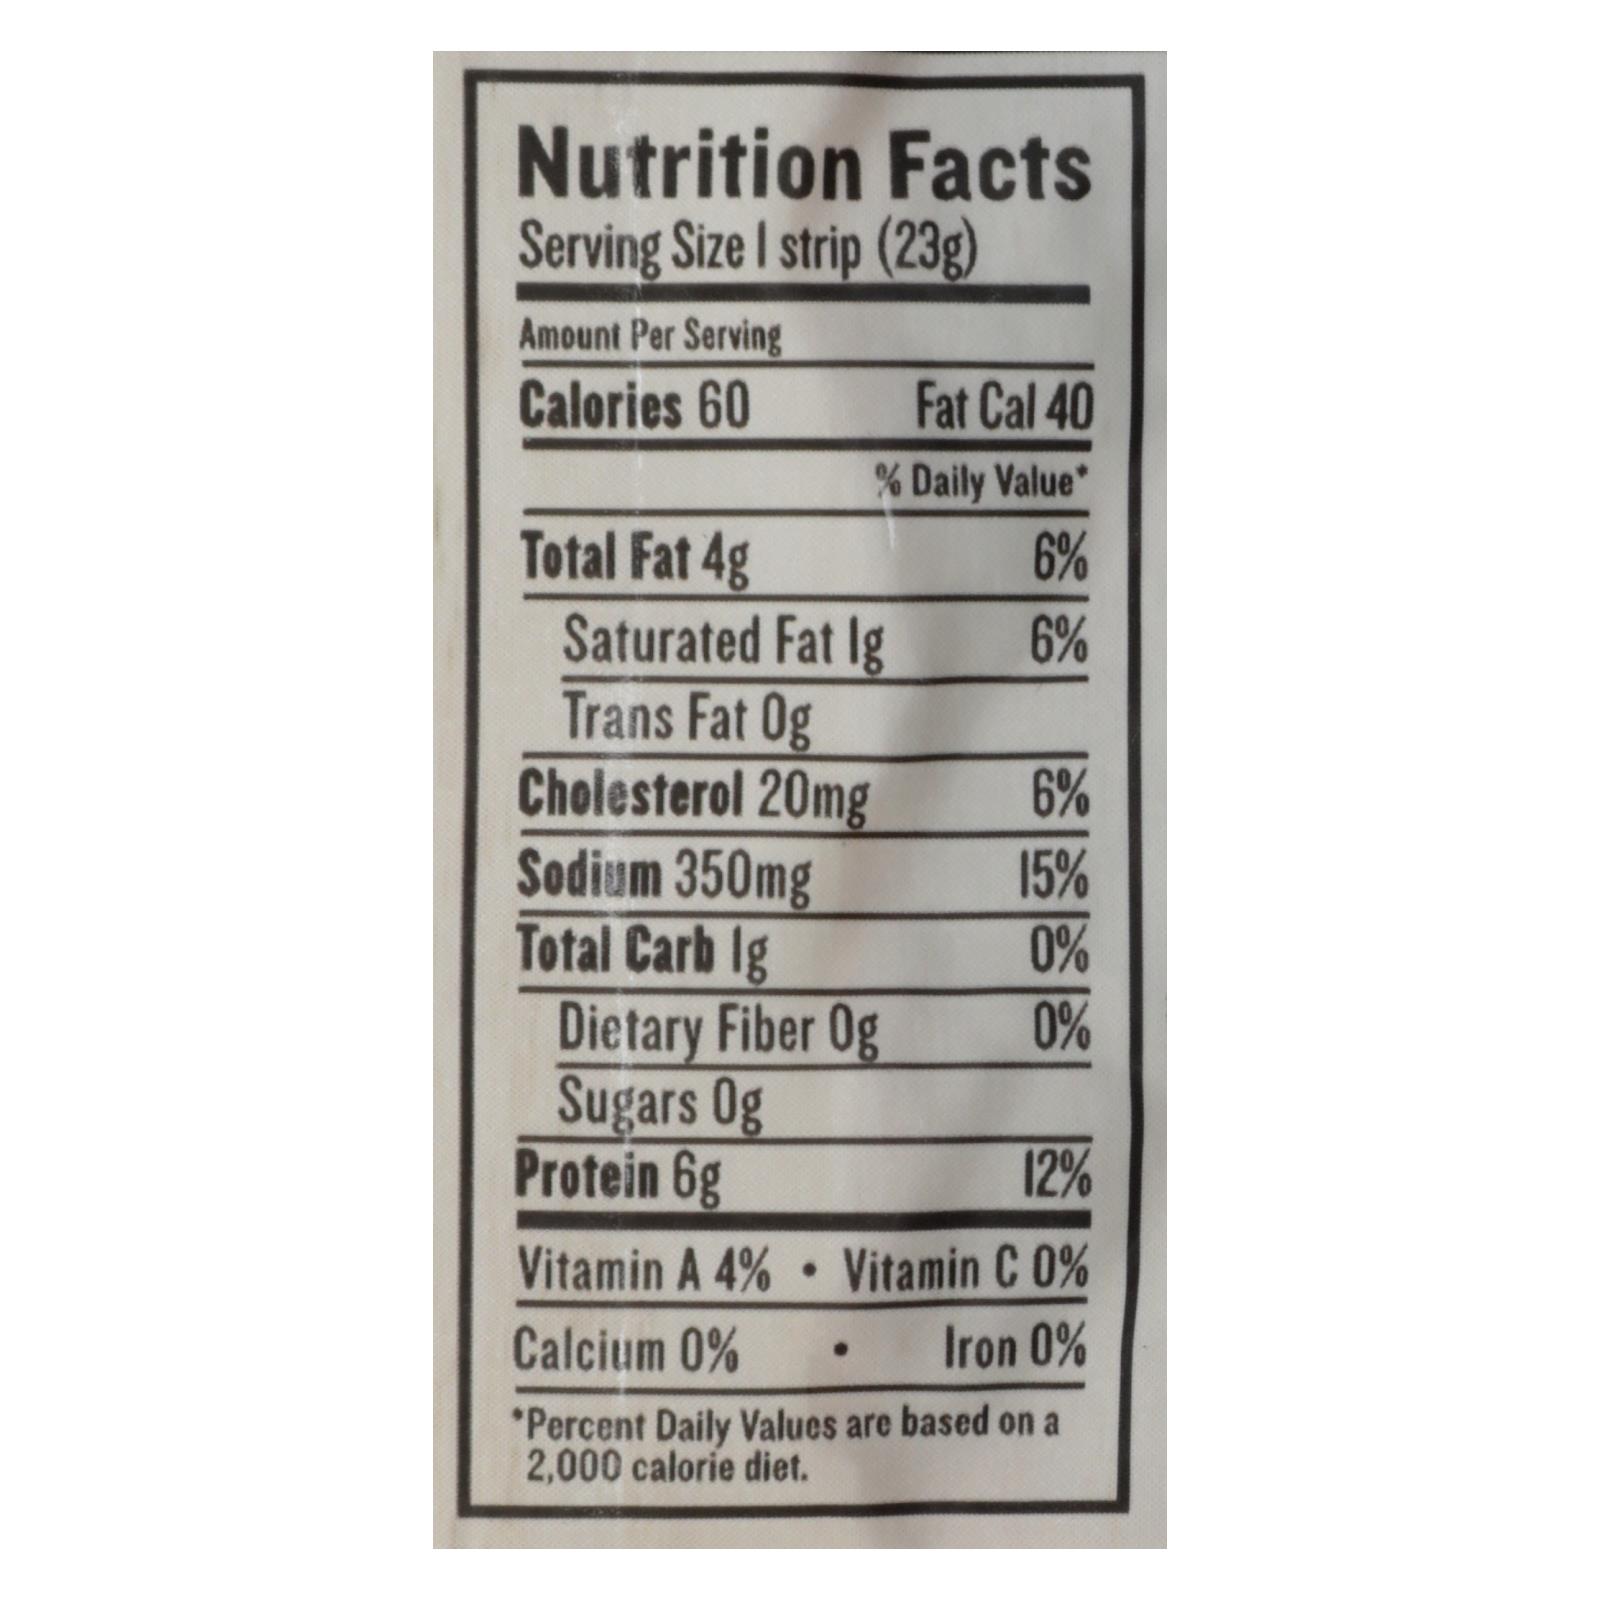 Nutrition Facts
Serving Size 1 strip (23g)
Amount Per Serving
Calories 60 Fat Cal 40
% Daily Value*
Total Fat 4g 6%
Saturated Fat 1g 6%
Trans Fat 0g
Cholesterol 20mg 6%
Sodium 350mg 15%
Total Carb 1g 0%
Dietary Fiber 0g 0%
Sugars 0g
Protein 6g 12%
Vitamin A 4% • Vitamin C 0%
Calcium 0% • Iron 0%
*Percent Daily Values are based on a
2,000 calorie diet.